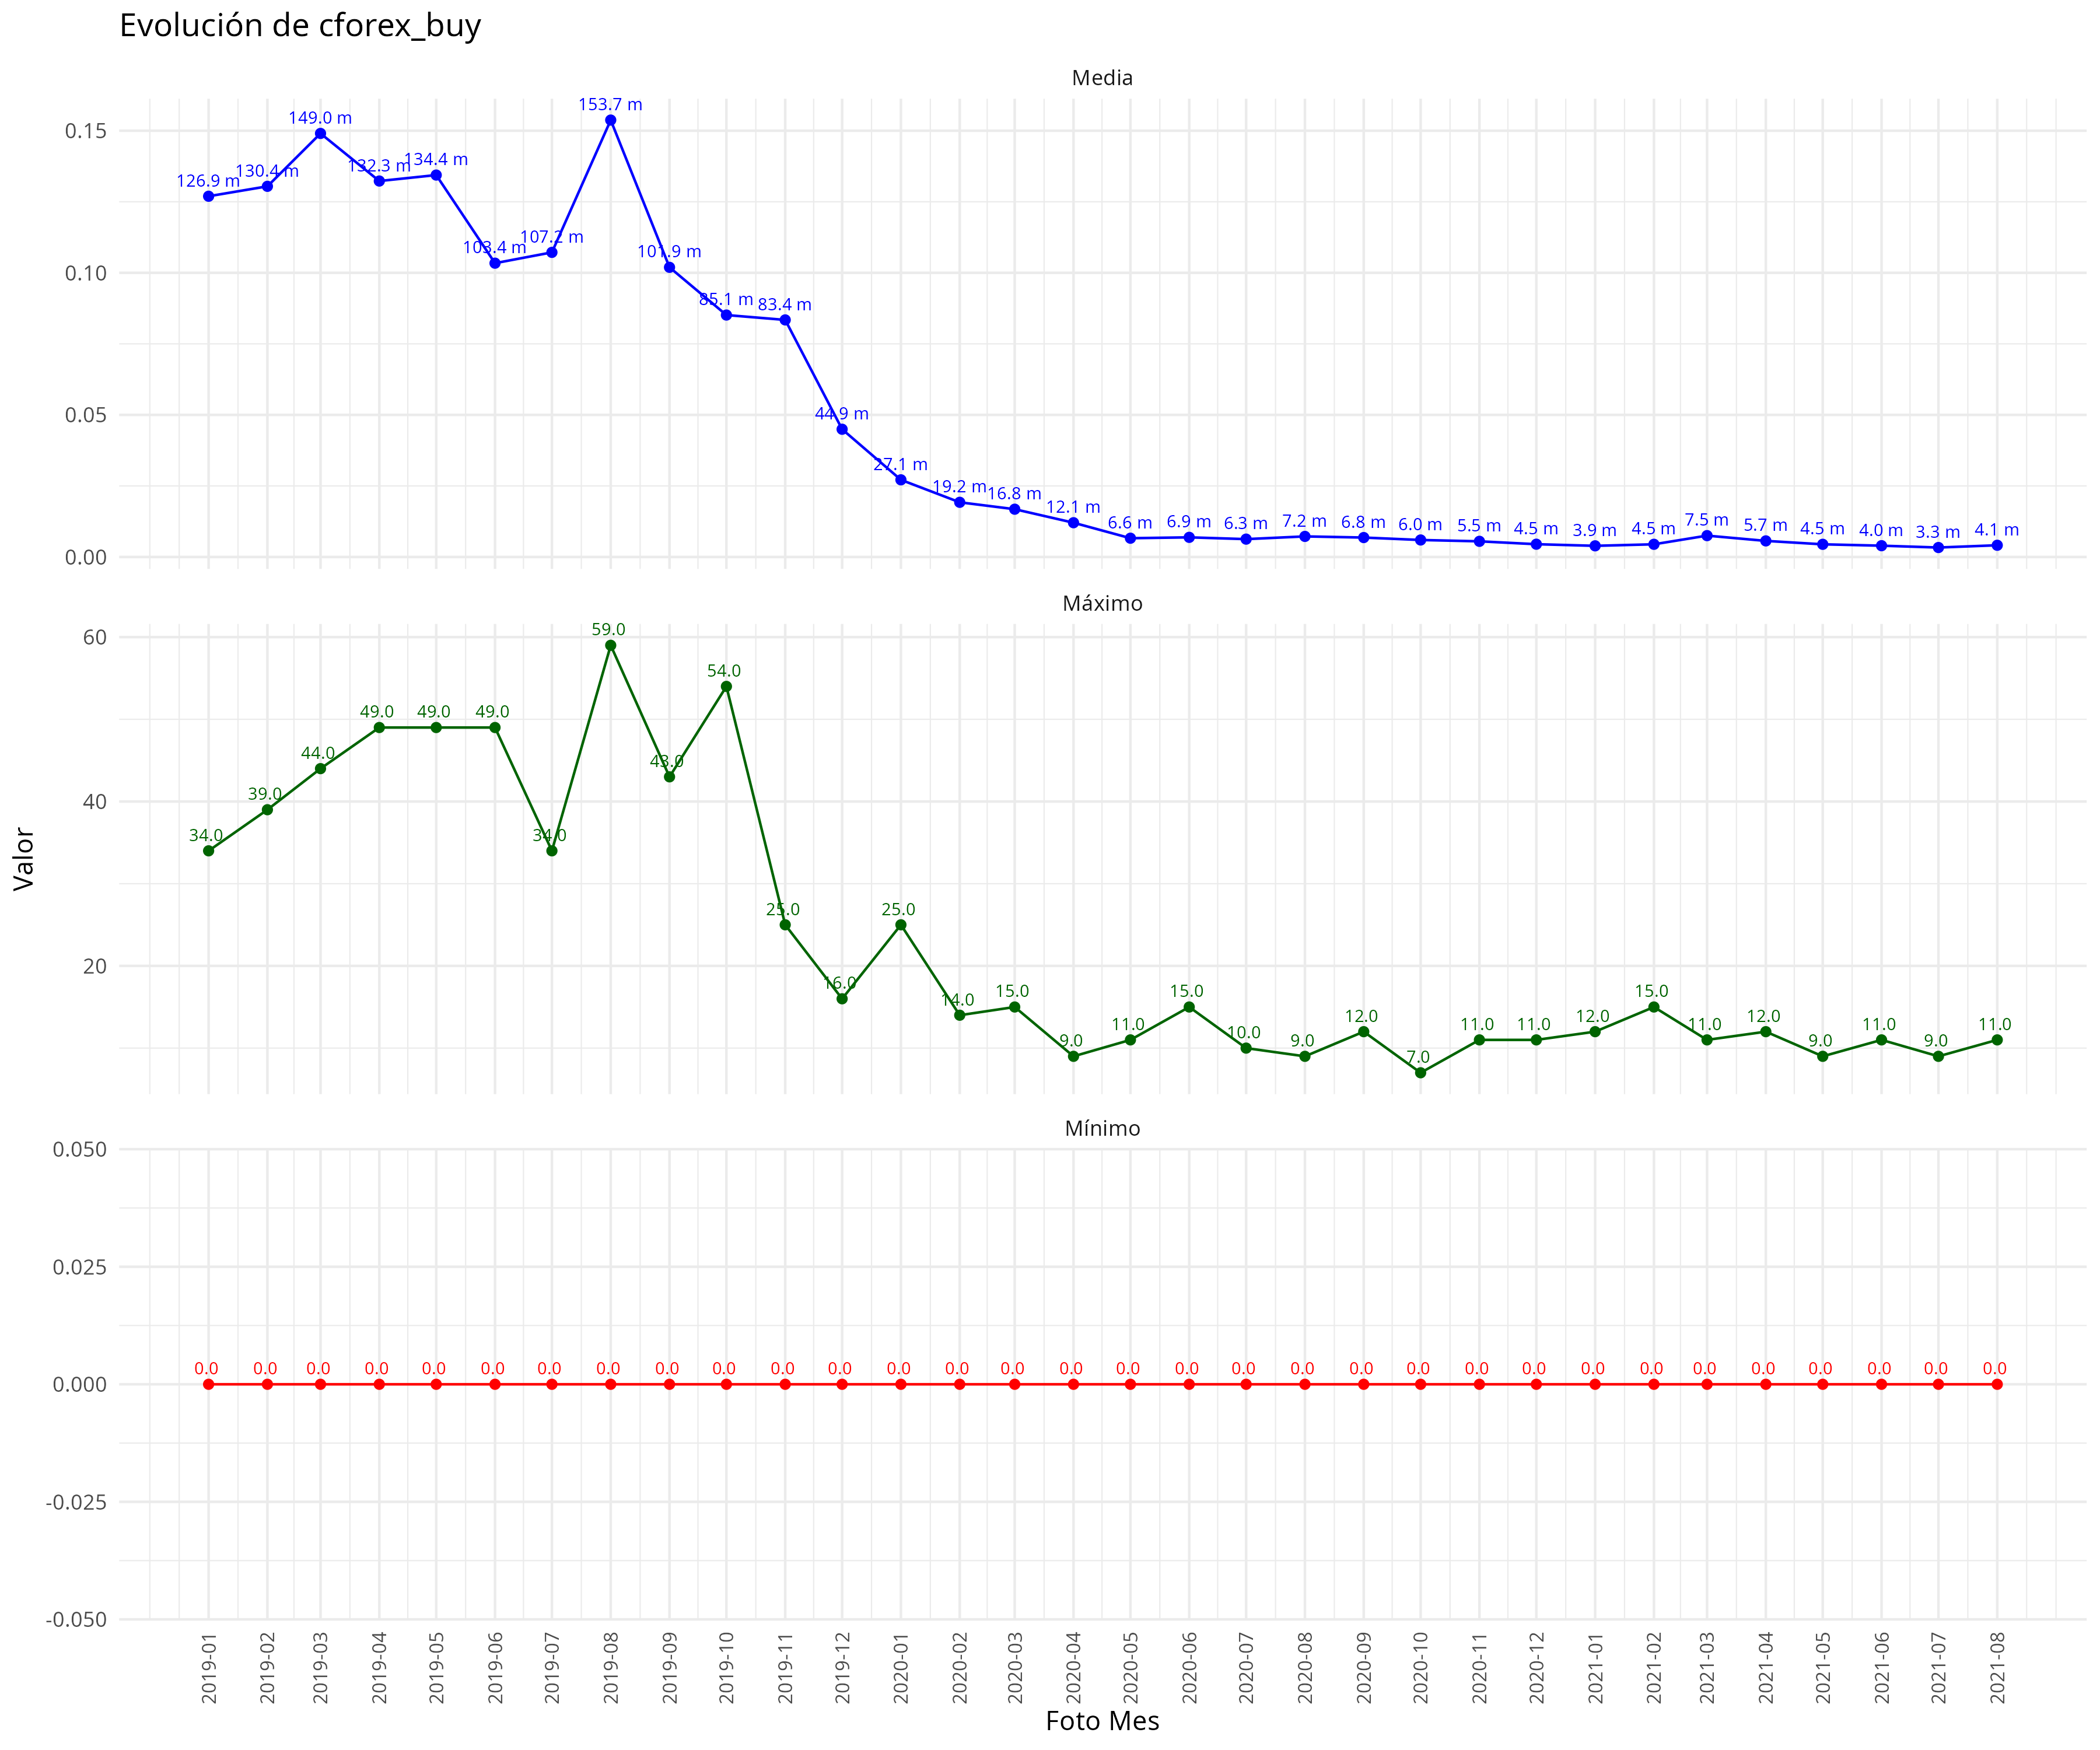 Evolución de cforex_buy
Media
0.15
0.10
0.05
0.00
126.9 m 130.4 m 149.0 m 132.3 m 134.4 m 103.4 m 107.2 m 153.7 m 101.9 m 85.1 m 83.4 m 44.9 m 27.1 m 19.2 m 16.8 m 12.1 m 6.6 m 6.9 m 6.3 m 7.2 m 6.8 m 6.0 m 5.5 m 4.5 m 3.9 m 4.5 m 7.5 m 5.7 m 4.5 m 4.0 m 3.3 m 4.1 m
Máximo
60
40
20
34.0 39.0 44.0 49.0 49.0 49.0 34.0 59.0 43.0 54.0 25.0 16.0 25.0 14.0 15.0 9.0 11.0 15.0 10.0 9.0 12.0 7.0 11.0 11.0 12.0 15.0 11.0 12.0 9.0 11.0 9.0 11.0
Valor
Mínimo
0.050
0.025
0.000
-0.025
-0.050
0.0 0.0 0.0 0.0 0.0 0.0 0.0 0.0 0.0 0.0 0.0 0.0 0.0 0.0 0.0 0.0 0.0 0.0 0.0 0.0 0.0 0.0 0.0 0.0 0.0 0.0 0.0 0.0 0.0 0.0 0.0 0.0
2019-01 2019-02 2019-03 2019-04 2019-05 2019-06 2019-07 2019-08 2019-09 2019-10 2019-11 2019-12 2020-01 2020-02 2020-03 2020-04 2020-05 2020-06 2020-07 2020-08 2020-09 2020-10 2020-11 2020-12 2021-01 2021-02 2021-03 2021-04 2021-05 2021-06 2021-07 2021-08
Foto Mes